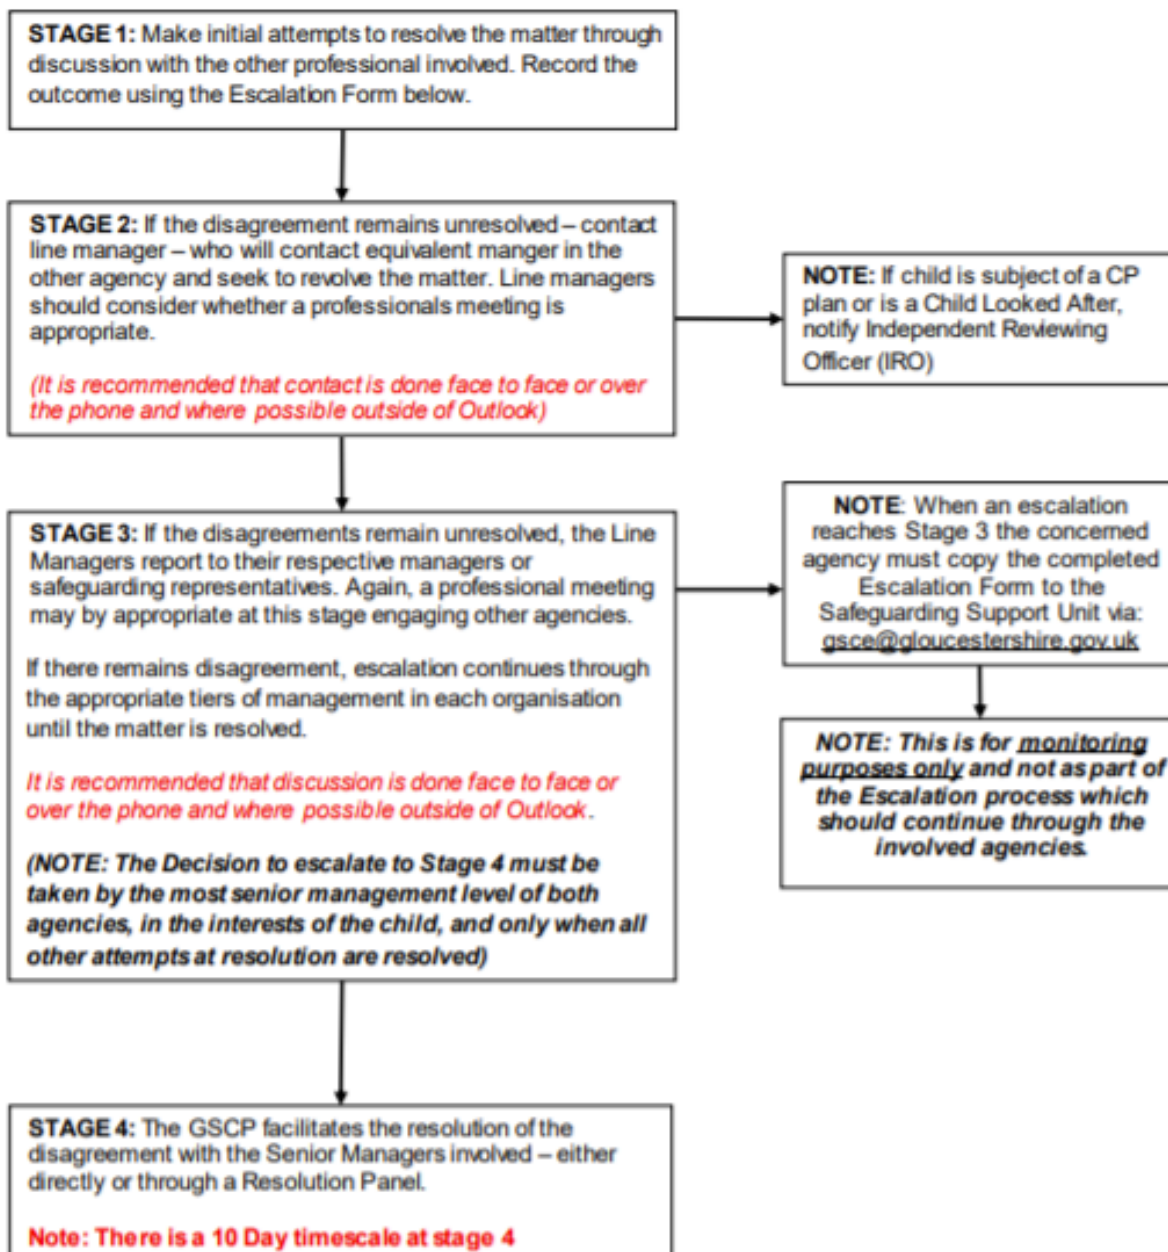 STAGE 1: Make initial attempts to resolve the matter through
discussion with the other professional involved. Record the
outcome using the Escalation Form below.
STAGE 2: If the disagreement remains unresolved – contact
line manager – who will contact equivalent manger in the
other agency and seek to revolve the matter. Line managers
should consider whether a professionals meeting is
appropriate.
(It is recommended that contact is done face to face or over
the phone and where possible outside of Outlook)
NOTE: If child is subject of a CP
plan or is a Child Looked After,
notify Independent Reviewing
Officer (IRO)
STAGE 3: If the disagreements remain unresolved, the Line
Managers report to their respective managers or
safeguarding representatives. Again, a professional meeting
may by appropriate at this stage engaging other agencies.
If there remains disagreement, escalation continues through
the appropriate tiers of management in each organisation
until the matter is resolved.
It is recommended that discussion is done face to face or
over the phone and where possible outside of Outlook.
(NOTE: The Decision to escalate to Stage 4 must be
taken by the most senior management level of both
agencies, in the interests of the child, and only when all
other attempts at resolution are resolved)
NOTE: When an escalation
reaches Stage 3 the concerned
agency must copy the completed
Escalation Form to the
Safeguarding Support Unit via:
gsce@gloucestershire.gov.uk
NOTE: This is for monitoring
purposes only and not as part of
the Escalation process which
should continue through the
involved agencies.
STAGE 4: The GSCP facilitates the resolution of the
disagreement with the Senior Managers involved – either
directly or through a Resolution Panel.
Note: There is a 10 Day timescale at stage 4